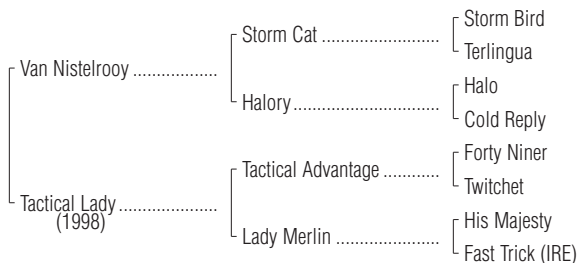 Storm Bird
Storm Cat ........................
Terlingua
Van Nistelrooy .................
Halo
Halory .............................
Cold Reply
Forty Niner
Tactical Advantage ............
Twitchet
Tactical Lady ....................
(1998)
His Majesty
Lady Merlin .....................
Fast Trick (IRE)